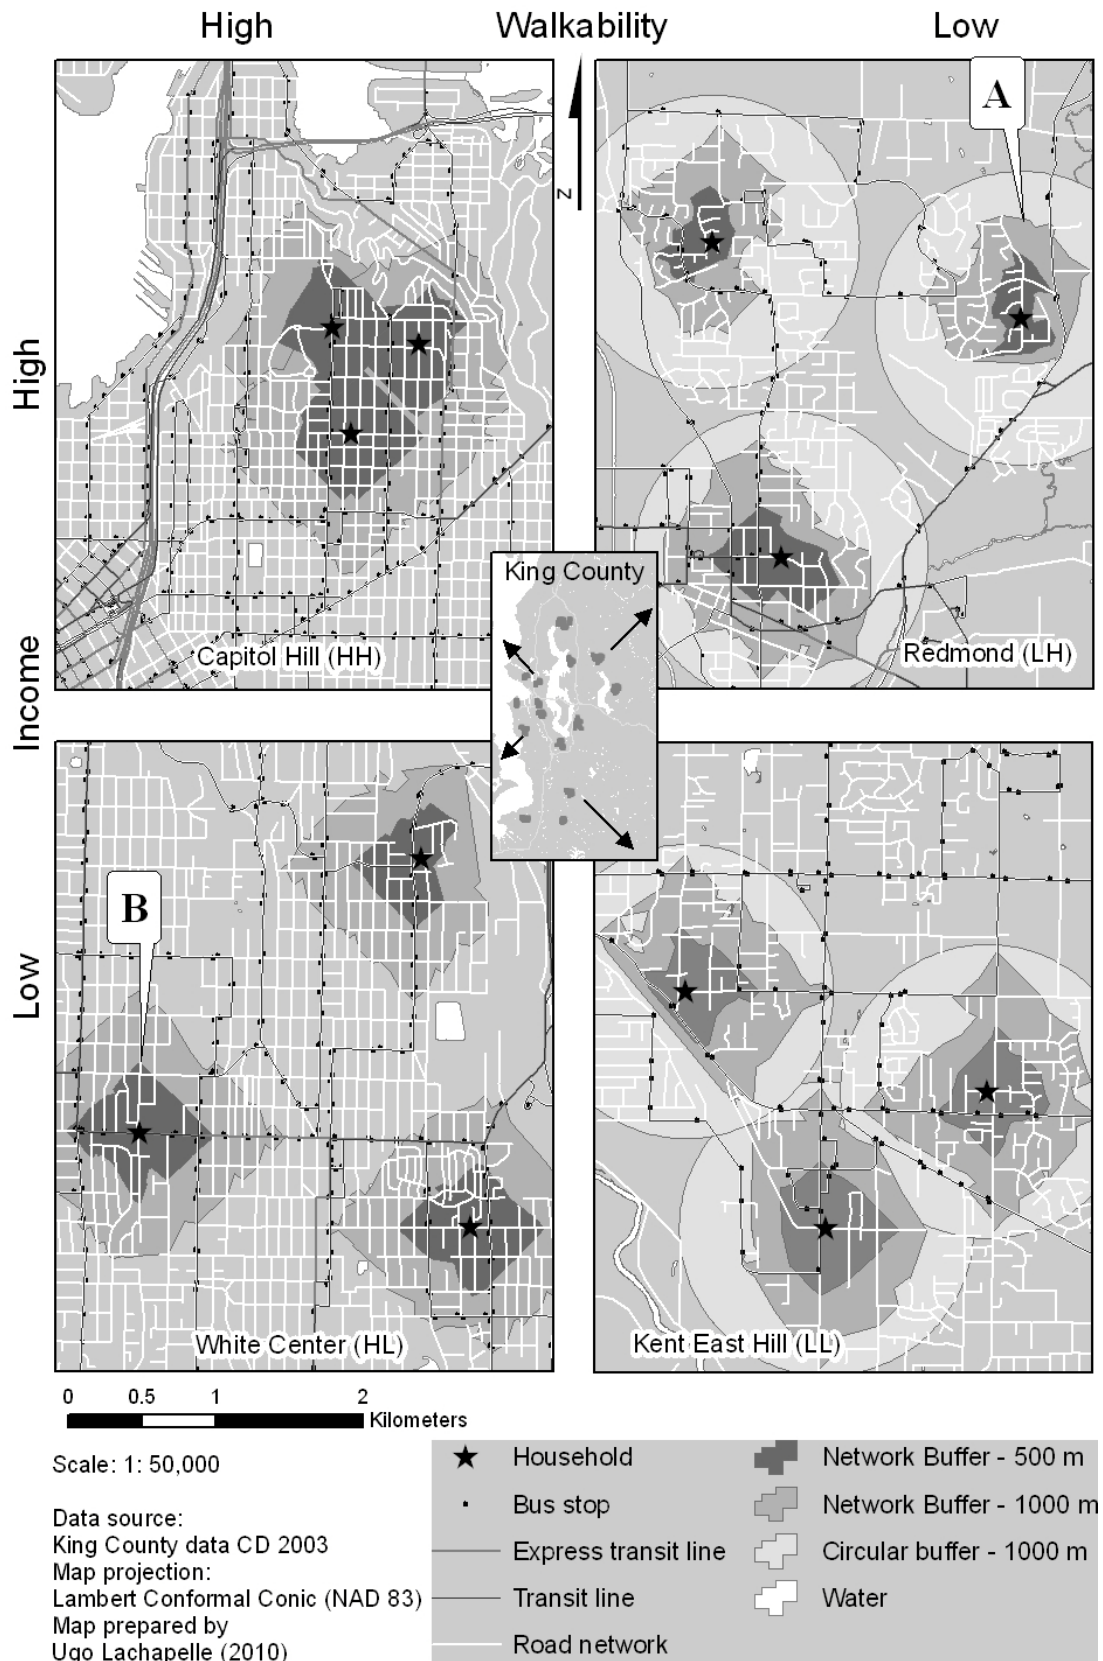 High Walkability Low
A
N
High
King County
Capitol Hill (HH)
Redmond (LH)
Income
B
Low
White Center (HL)
Kent East Hill (LL)
0 0.5 1 2
Kilometers
Scale: 1: 50,000
Data source:
King County data CD 2003
Map projection:
Lambert Conformal Conic (NAD 83)
Map prepared by
Ugo Lachapelle (2010)
Household
Bus stop
Express transit line
Transit line
Road network
Network Buffer - 500 m
Network Buffer - 1000 m
Circular buffer - 1000 m
Water